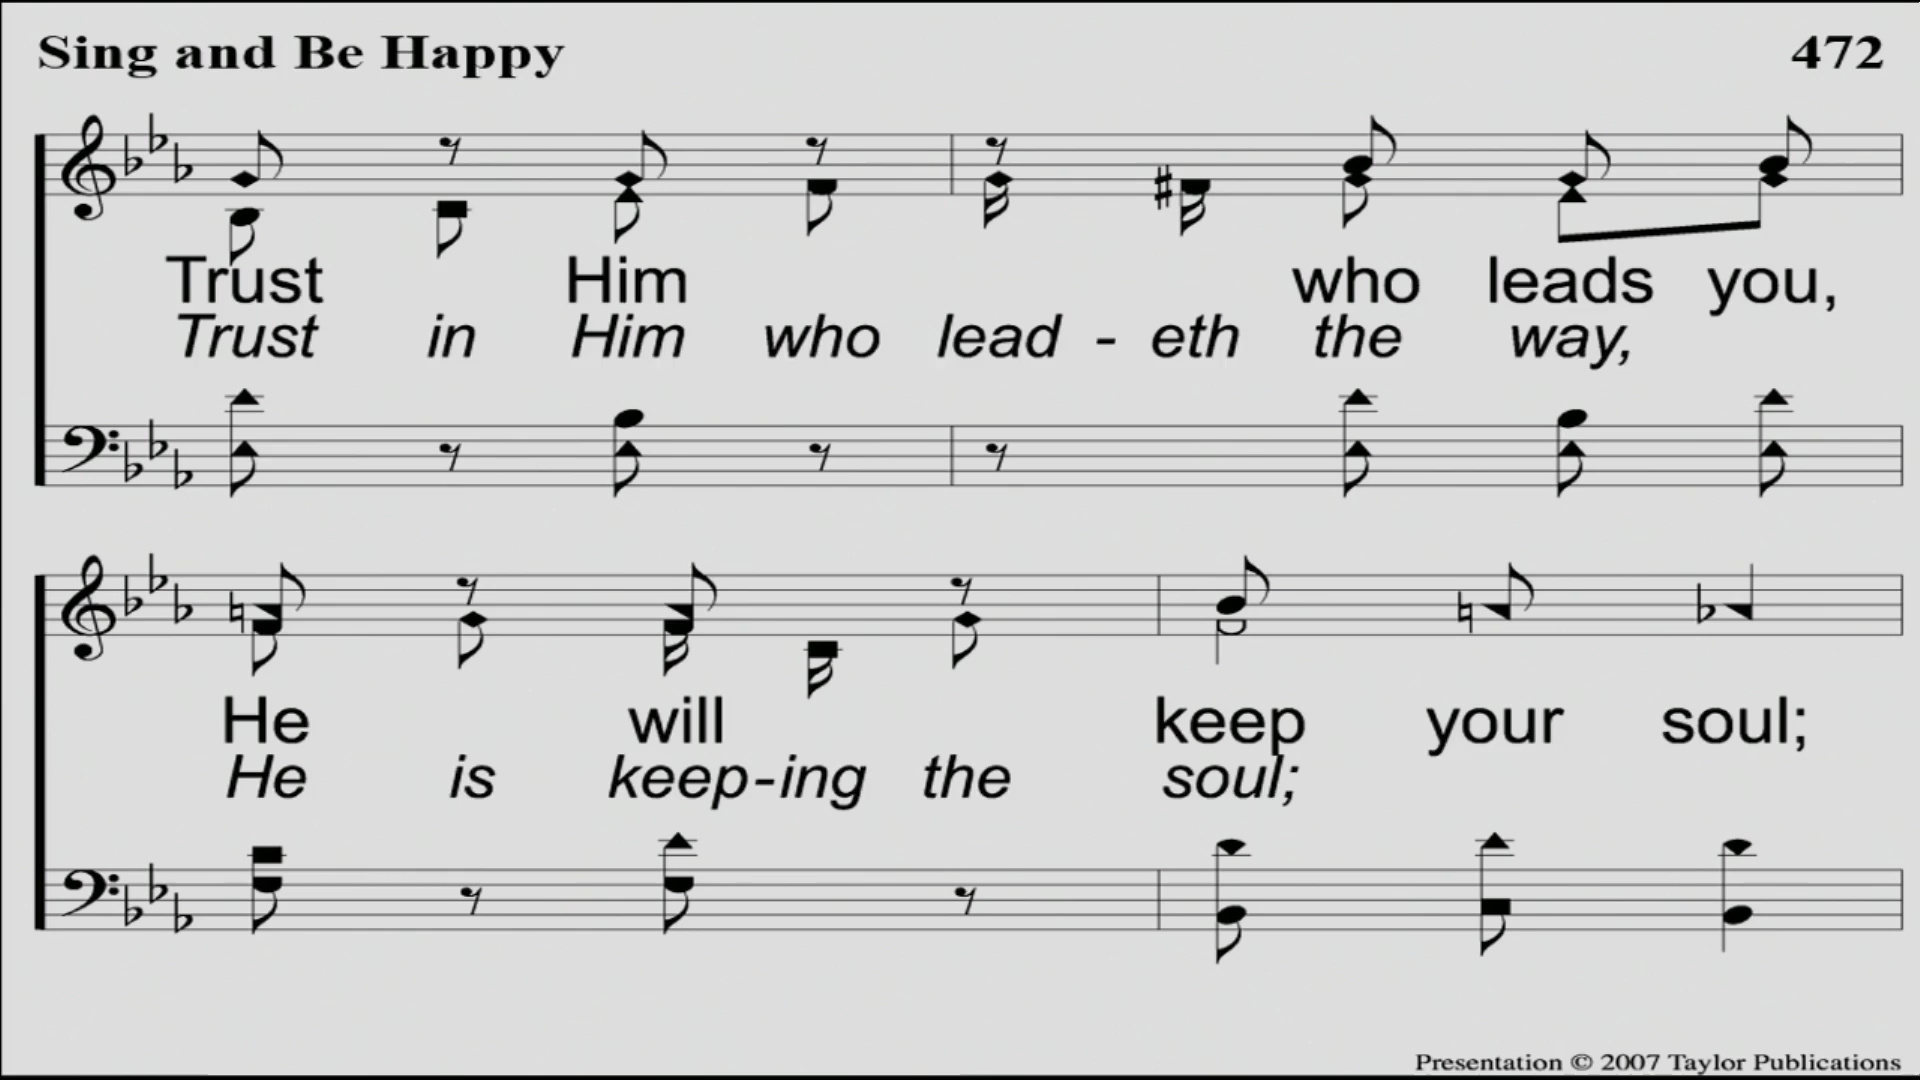 Sing and Be Happy 472
Trust Him who leads you,
Trust in Him who lead - eth the way,
He will keep your soul;
He is keep-ing the soul;
Presentation © 2007 Taylor Publications